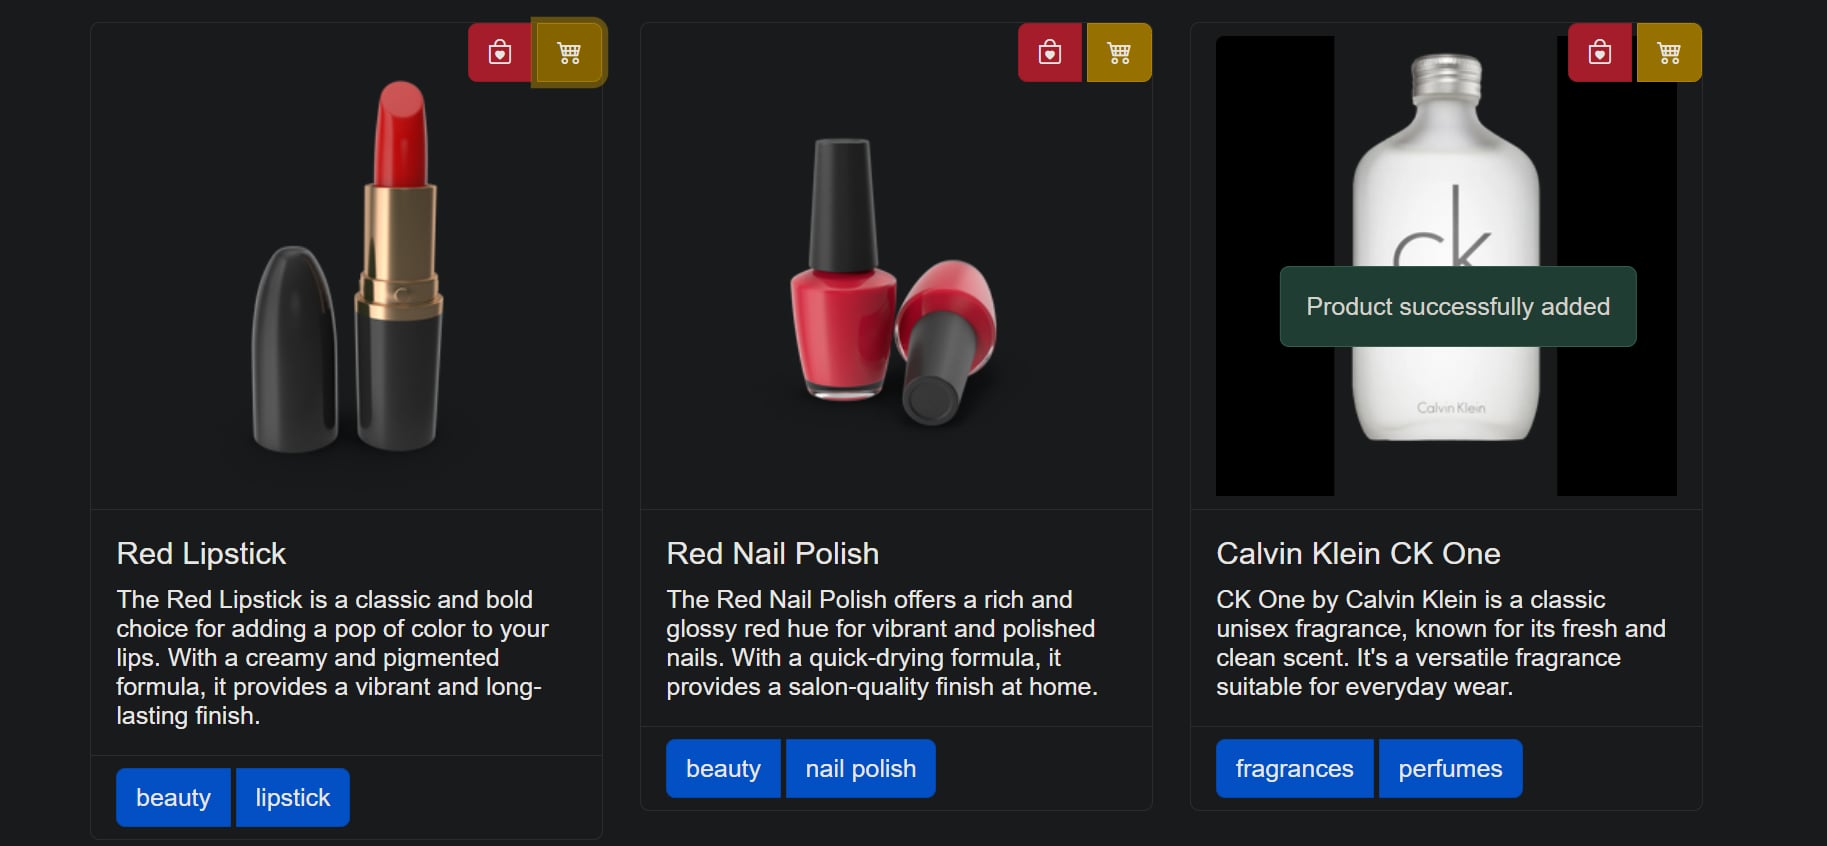 ck
Product successfully added
Calvin Klein
Red Lipstick
The Red Lipstick is a classic and bold
choice for adding a pop of color to your
lips. With a creamy and pigmented
formula, it provides a vibrant and long-
lasting finish.
beauty
lipstick
Red Nail Polish
The Red Nail Polish offers a rich and
glossy red hue for vibrant and polished
nails. With a quick-drying formula, it
provides a salon-quality finish at home.
beauty
nail polish
Calvin Klein CK One
CK One by Calvin Klein is a classic
unisex fragrance, known for its fresh and
clean scent. It's a versatile fragrance
suitable for everyday wear.
fragrances
perfumes